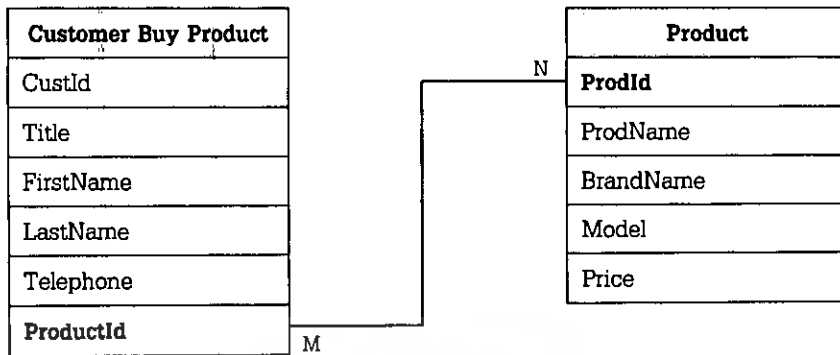 Customer Buy Product
CustId
Title
FirstName
LastName
Telephone
ProductId
M
N
Product
ProdId
ProdName
BrandName
Model
Price